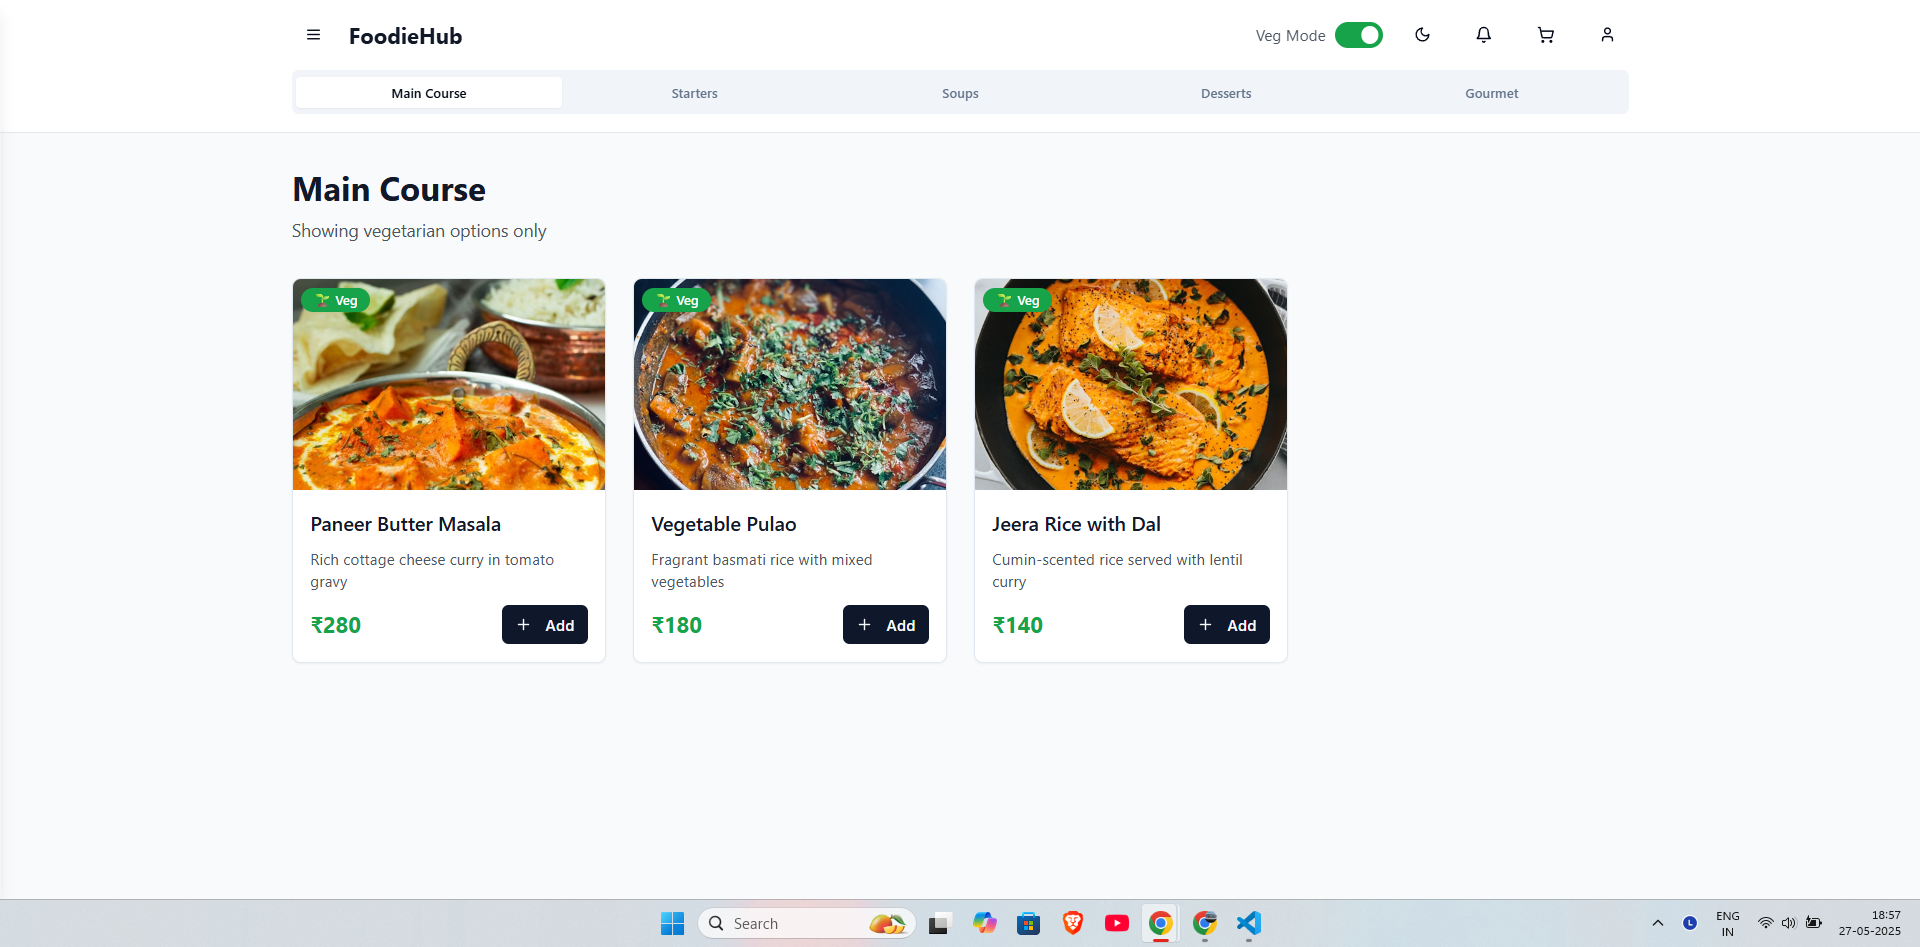 FoodieHub
Veg Mode
Main Course
Starters
Soups
Desserts
Gourmet
Main Course
Showing vegetarian options only
Veg
Paneer Butter Masala
Rich cottage cheese curry in tomato
gravy
₹280
+ Add
Veg
Vegetable Pulao
Fragrant basmati rice with mixed
vegetables
₹180
+ Add
Veg
Jeera Rice with Dal
Cumin-scented rice served with lentil
curry
₹140
+ Add
Search
L
ENG
IN
18:57
27-05-2025